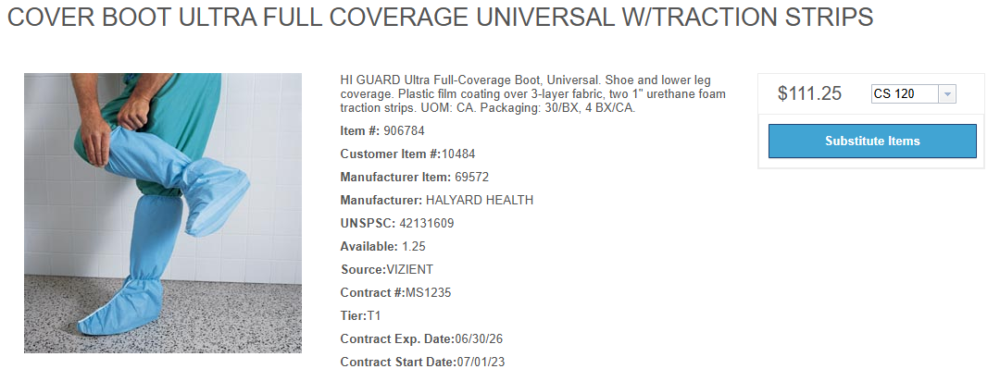 COVER BOOT ULTRA FULL COVERAGE UNIVERSAL W/TRACTION STRIPS
HI GUARD Ultra Full-Coverage Boot, Universal. Shoe and lower leg
coverage. Plastic film coating over 3-layer fabric, two 1" urethane foam
traction strips. UOM: CA. Packaging: 30/BX, 4 BX/CA.
Item #: 906784
Customer Item #:10484
Manufacturer Item: 69572
Manufacturer: HALYARD HEALTH
UNSPSC: 42131609
Available: 1.25
Source:VIZIENT
Contract #:MS1235
Tier:T1
Contract Exp. Date:06/30/26
Contract Start Date:07/01/23
$111.25 CS 120
Substitute Items